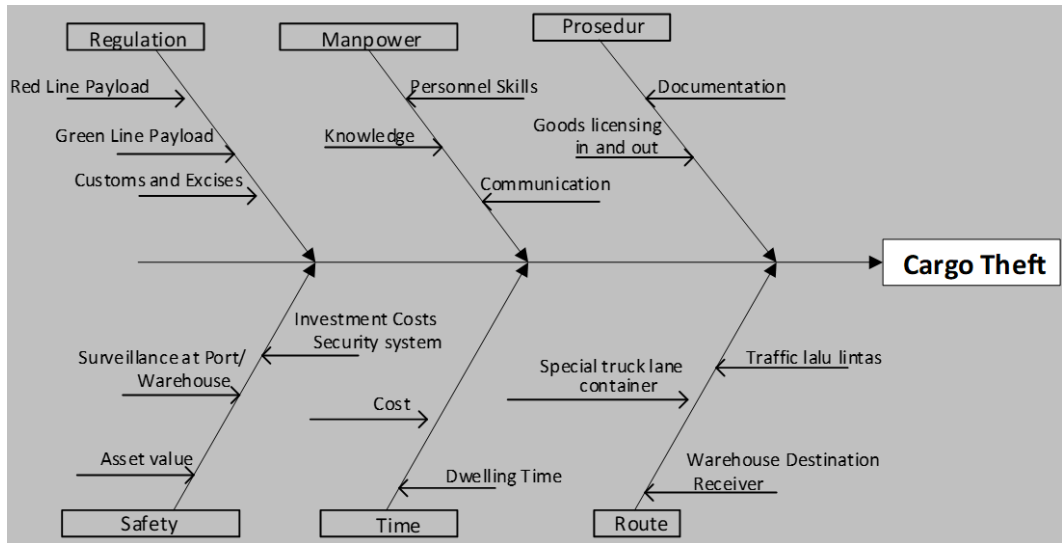 Regulation
Manpower
Prosedur
Red Line Payload
Personnel Skills
Documentation
Green Line Payload
Knowledge
Goods licensing
in and out
Customs and Excises
Communication
Cargo Theft
Investment Costs
Security system
Surveillance at Port/
Warehouse
Special truck lane
container
Traffic lalu lintas
Cost
Asset value
Dwelling Time
Warehouse Destination
Receiver
Safety
Time
Route